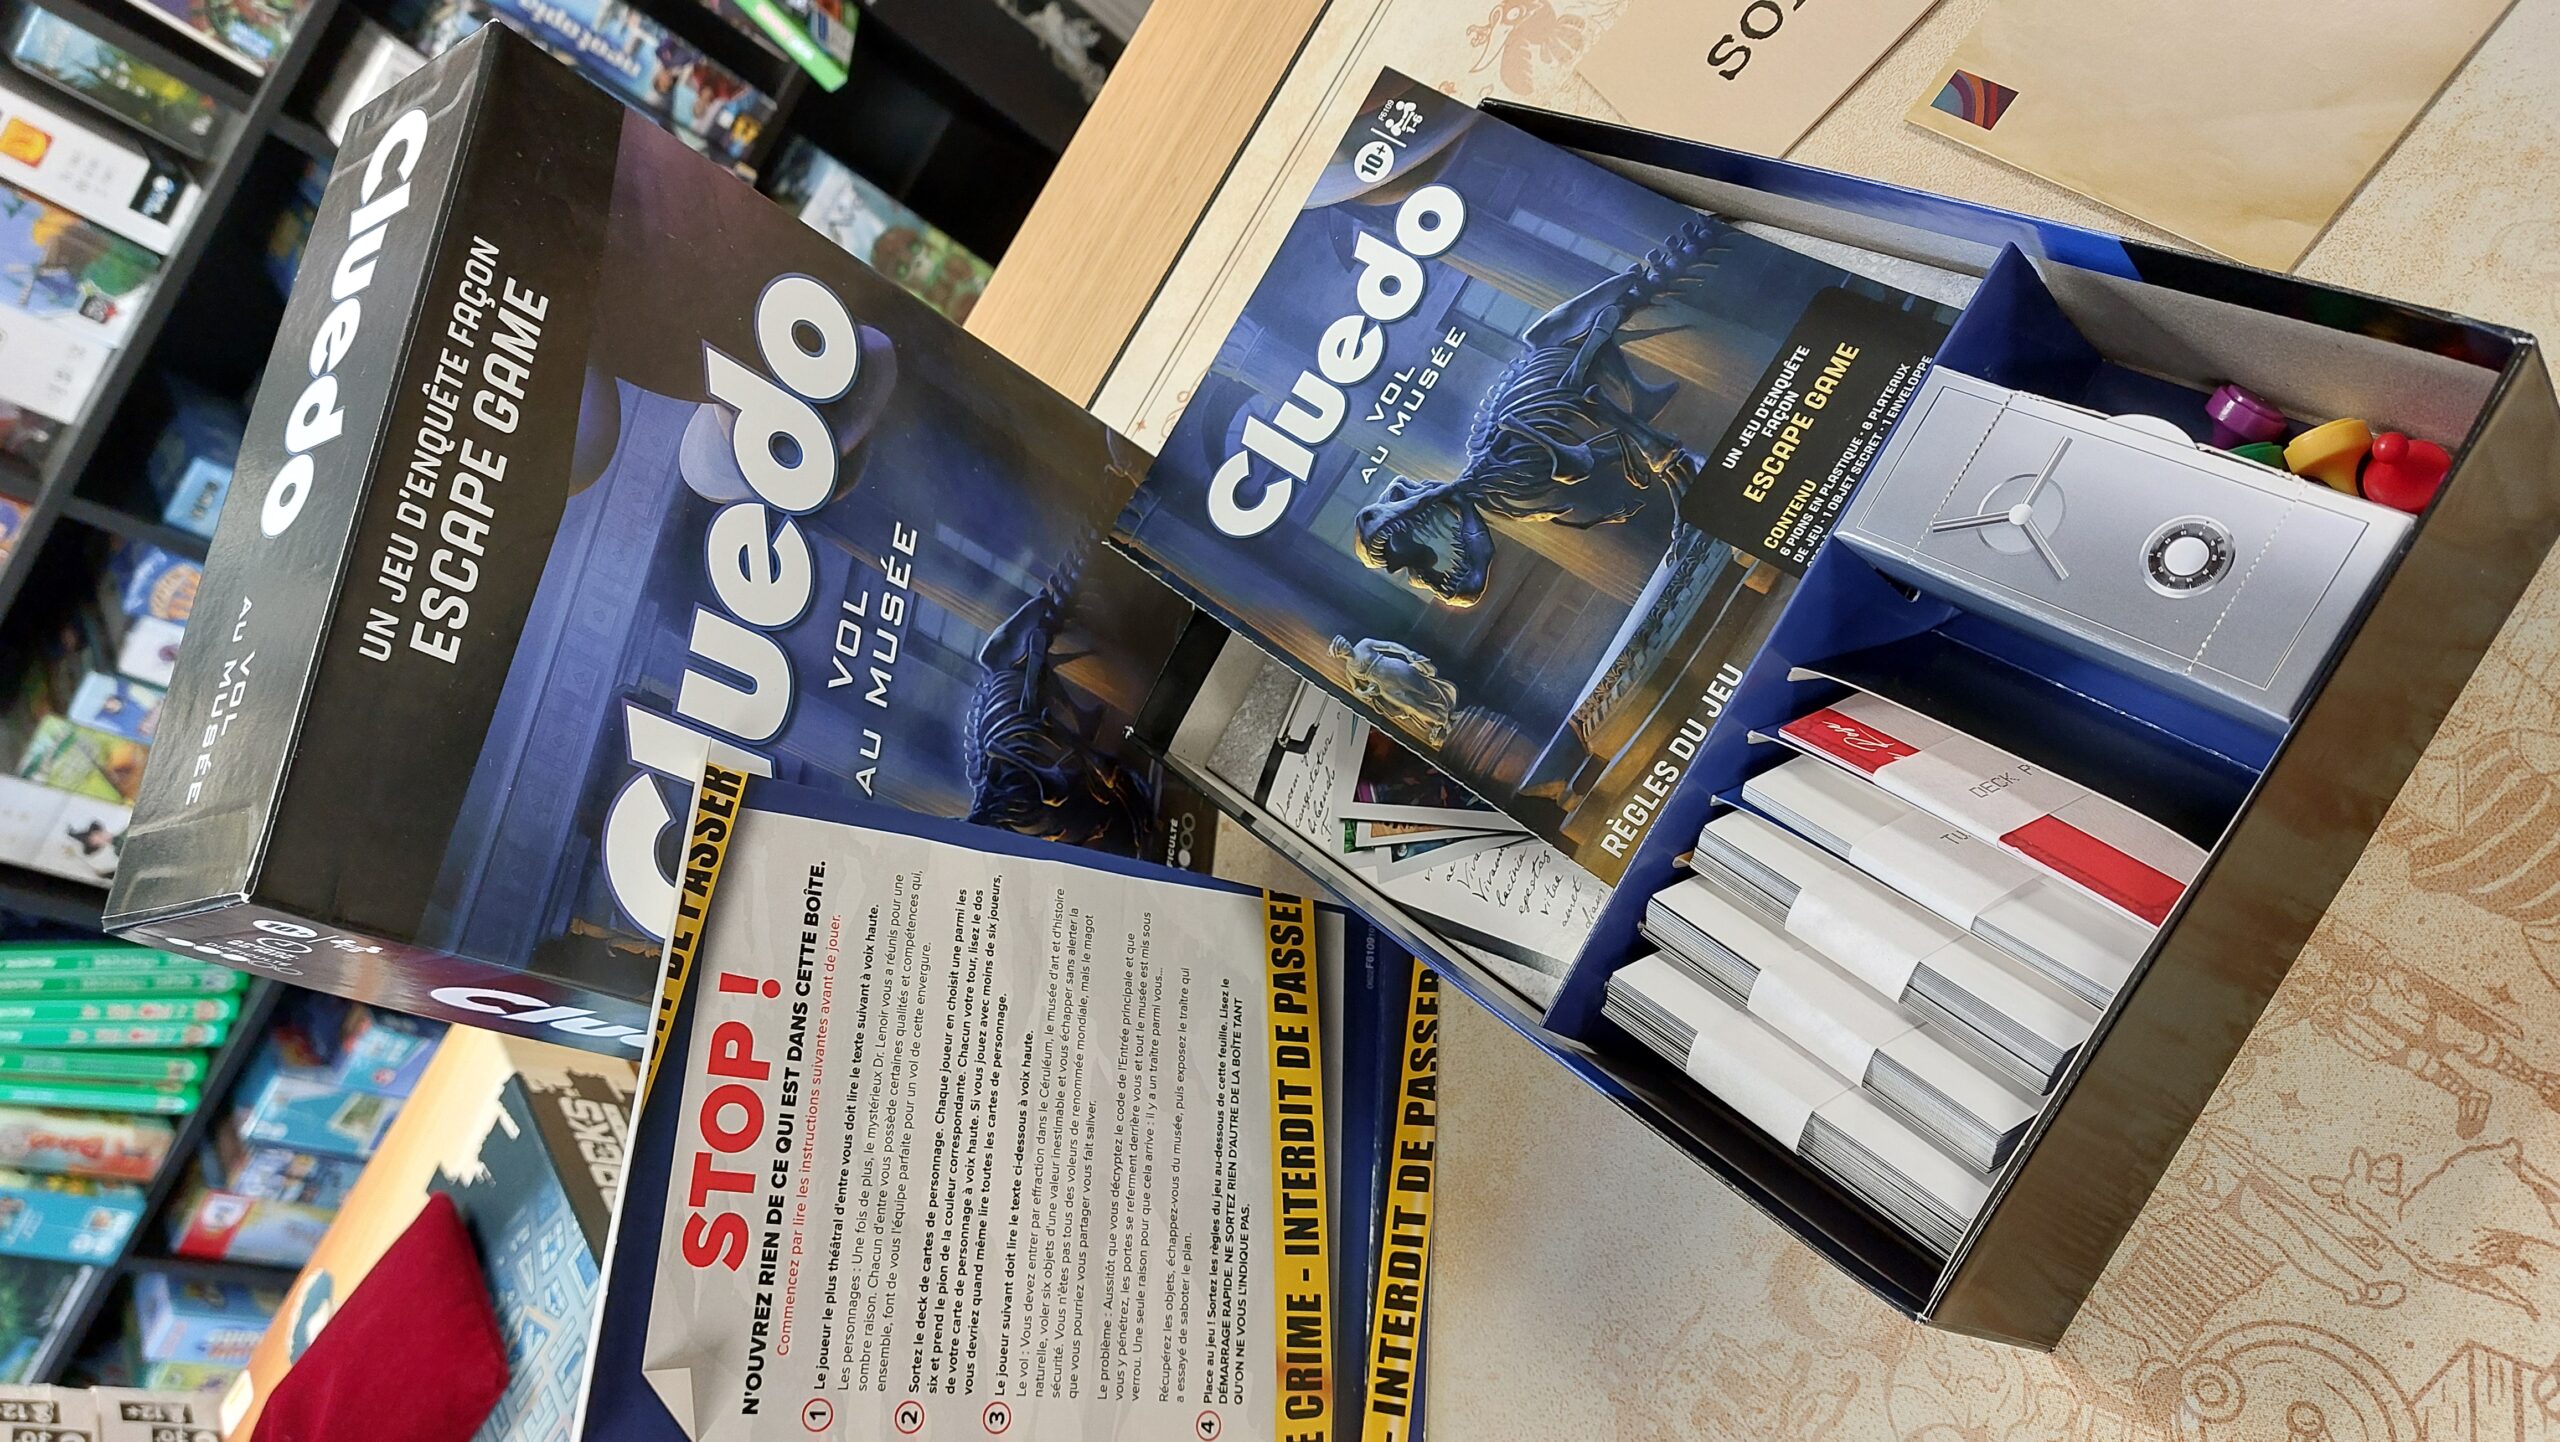 Cluedo
VOL
AU MUSÉE
UN JEU D'ENQUÊTE FAÇON
ESCAPE GAME
Cluedo
VOL
AU MUSÉE
Cluedo
VOL
AU MUSÉE
10+
F6109
1-6
UN JEU D'ENQUÊTE
FAÇON
ESCAPE GAME
CONTENU
6 PIONS EN PLASTIQUE · 8 PLATEAUX
DE JEU · 1 OBJET SECRET · 1 ENVELOPPE
RÈGLES DU JEU
STOP !
N'OUVREZ RIEN DE CE QUI EST DANS CETTE BOÎTE.
Commencez par lire les instructions suivantes avant de jouer.
1 Le joueur le plus théâtral d'entre vous doit lire le texte suivant à voix haute.
Les personnages : Une fois de plus, le mystérieux Dr. Lenoir vous a réunis pour une
sombre raison. Chacun d'entre vous possède certaines qualités et compétences qui,
ensemble, font de vous l'équipe parfaite pour un vol de cette envergure.
2 Sortez le deck de cartes de personnage. Chaque joueur en choisit une parmi les
six et prend le pion de la couleur correspondante. Chacun votre tour, lisez le dos
de votre carte de personnage à voix haute. Si vous jouez avec moins de six joueurs,
vous devriez quand même lire toutes les cartes de personnage.
3 Le joueur suivant doit lire le texte ci-dessous à voix haute.
Le vol : Vous devez entrer par effraction dans le Céruléum, le musée d'art et d'histoire
naturelle, voler six objets d'une valeur inestimable et vous échapper sans alerter la
sécurité. Vous n'êtes pas tous des voleurs de renommée mondiale, mais le magot
que vous pourriez vous partager vous fait saliver.
Le problème : Aussitôt que vous décryptez le code de l'Entrée principale et que
vous y pénétrez, les portes se referment derrière vous et tout le musée est mis sous
verrou. Une seule raison pour que cela arrive : il y a un traître parmi vous...
Récupérez les objets, échappez-vous du musée, puis exposez le traître qui
a essayé de saboter le plan.
4 Place au jeu ! Sortez les règles du jeu au-dessous de cette feuille. Lisez le
DÉMARRAGE RAPIDE. NE SORTEZ RIEN D'AUTRE DE LA BOÎTE TANT
QU'ON NE VOUS L'INDIQUE PAS.
DE PASSER
CRIME - INTERDIT DE PASSER
- INTERDIT DE PASSER
DECK